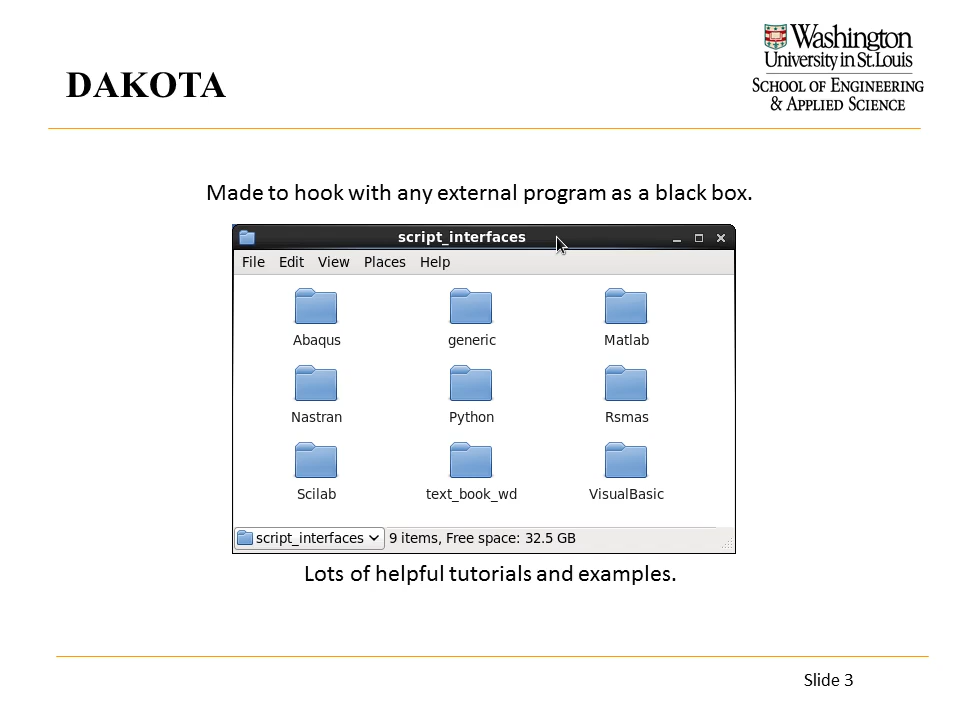 Washington
University in St. Louis
SCHOOL OF ENGINEERING
& APPLIED SCIENCE
DAKOTA
Made to hook with any external program as a black box.
script_interfaces
File Edit View Places Help
Abaqus generic Matlab
Nastran Python Rsmas
Scilab text_book_wd VisualBasic
script_interfaces 9 items, Free space: 32.5 GB
Lots of helpful tutorials and examples.
Slide 3